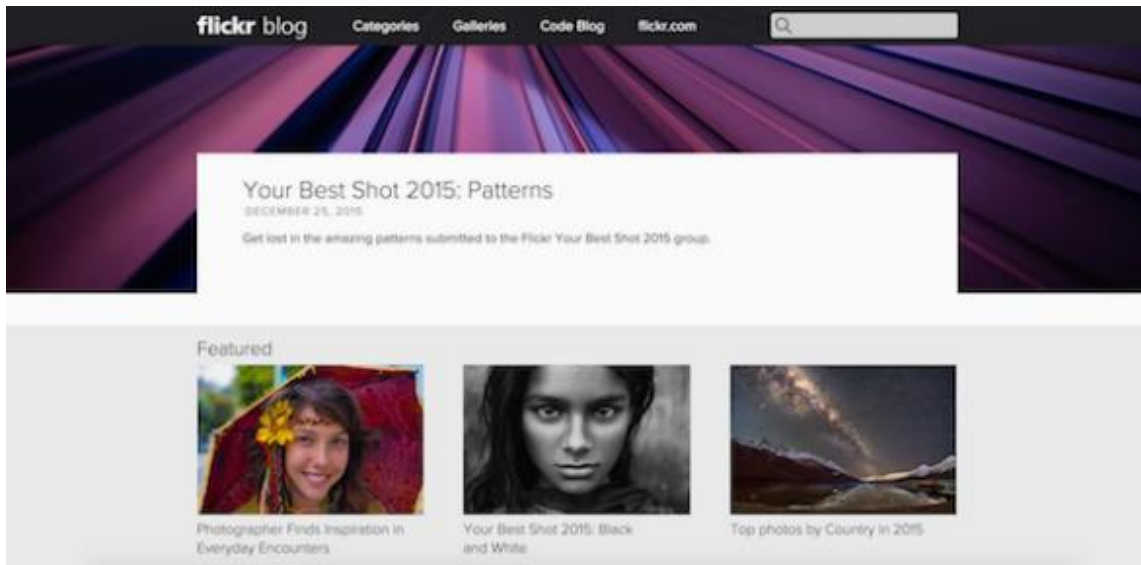 flickr blog Categories Galleries Code Blog flickr.com
Your Best Shot 2015: Patterns
DECEMBER 25, 2015
Get lost in the amazing patterns submitted to the Flickr Your Best Shot 2015 group.
Featured
Photographer Finds Inspiration in
Everyday Encounters
Your Best Shot 2015: Black
and White
Top photos by Country in 2015